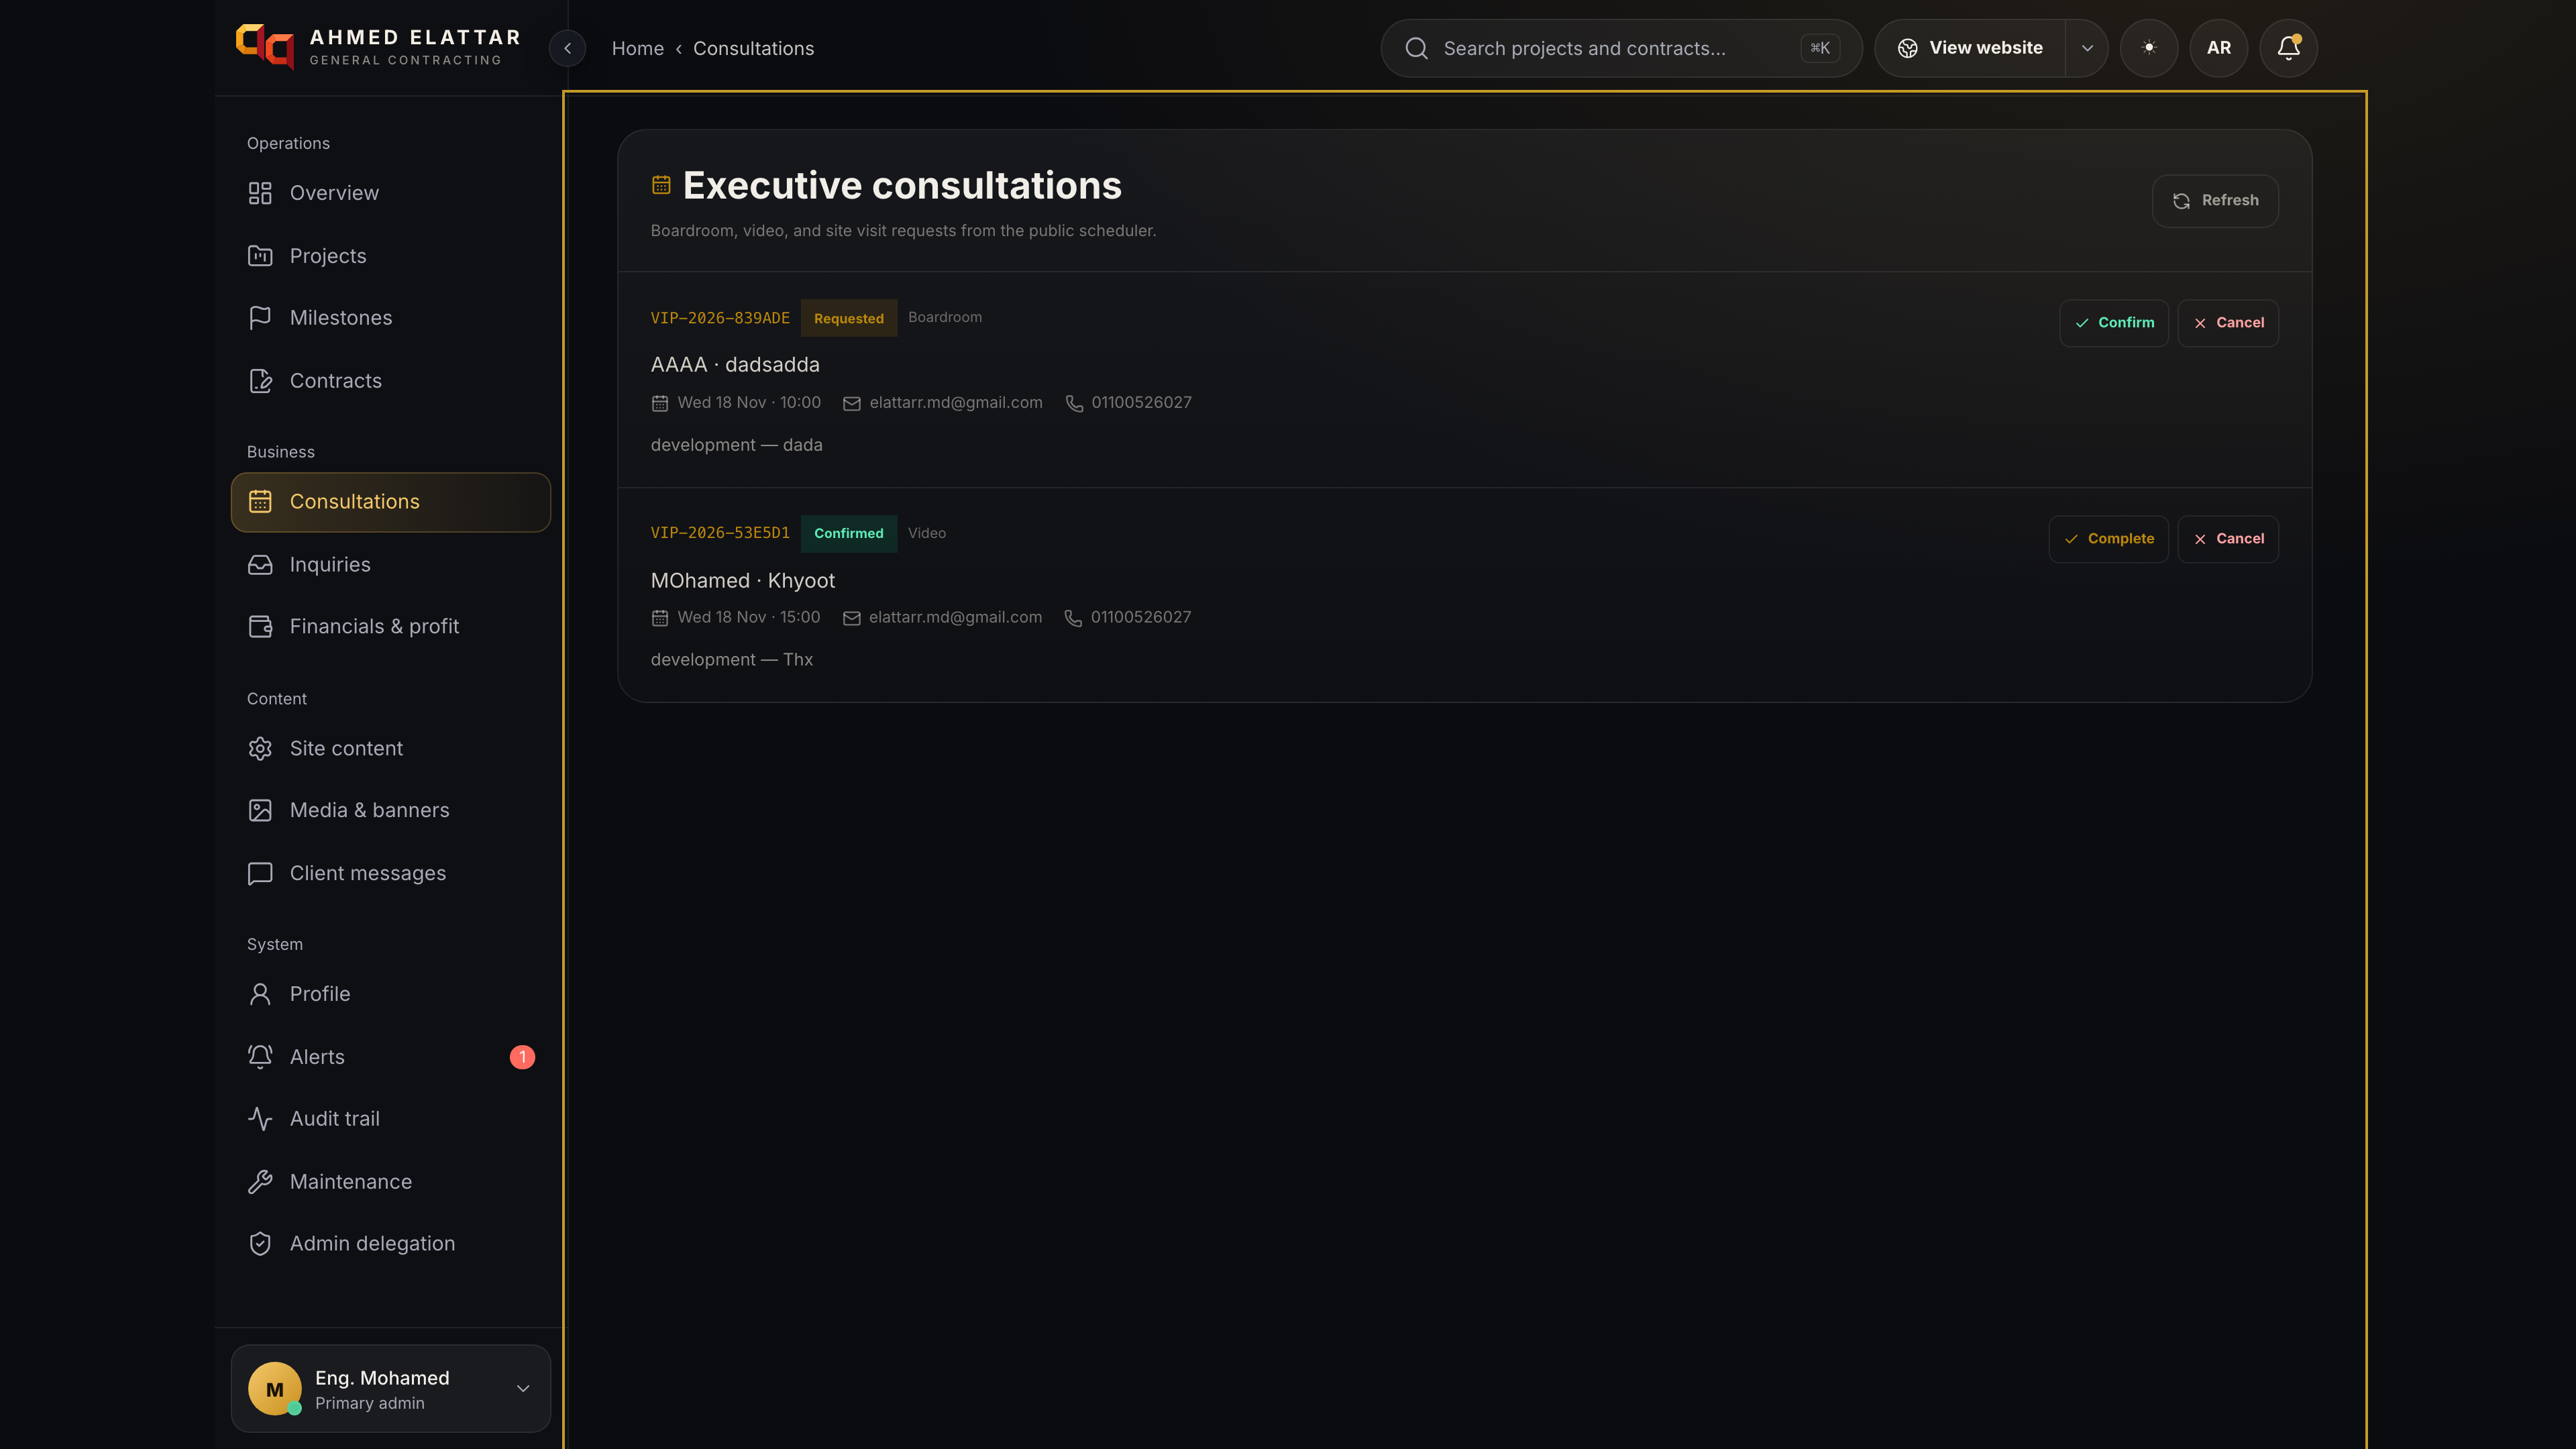 AHMED ELATTAR
GENERAL CONTRACTING
Home ‹ Consultations
Search projects and contracts... ⌘K
View website
AR
Operations
Overview
Projects
Milestones
Contracts
Business
Consultations
Inquiries
Financials & profit
Content
Site content
Media & banners
Client messages
System
Profile
Alerts 1
Audit trail
Maintenance
Admin delegation
M
Eng. Mohamed
Primary admin
Executive consultations
Boardroom, video, and site visit requests from the public scheduler.
Refresh
VIP-2026-839ADE Requested Boardroom
Confirm Cancel
AAAA · dadsadda
Wed 18 Nov · 10:00 elattarr.md@gmail.com 01100526027
development — dada
VIP-2026-53E5D1 Confirmed Video
Complete Cancel
MOhamed · Khyoot
Wed 18 Nov · 15:00 elattarr.md@gmail.com 01100526027
development — Thx